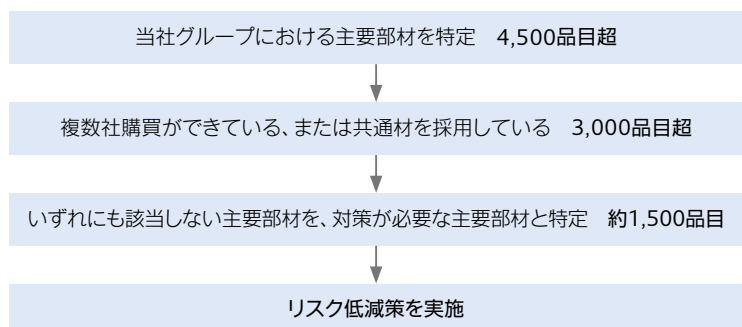 当社グループにおける主要部材を特定　4,500品目超
複数社購買ができている、または共通材を採用している　3,000品目超
いずれにも該当しない主要部材を、対策が必要な主要部材と特定　約1,500品目
リスク低減策を実施